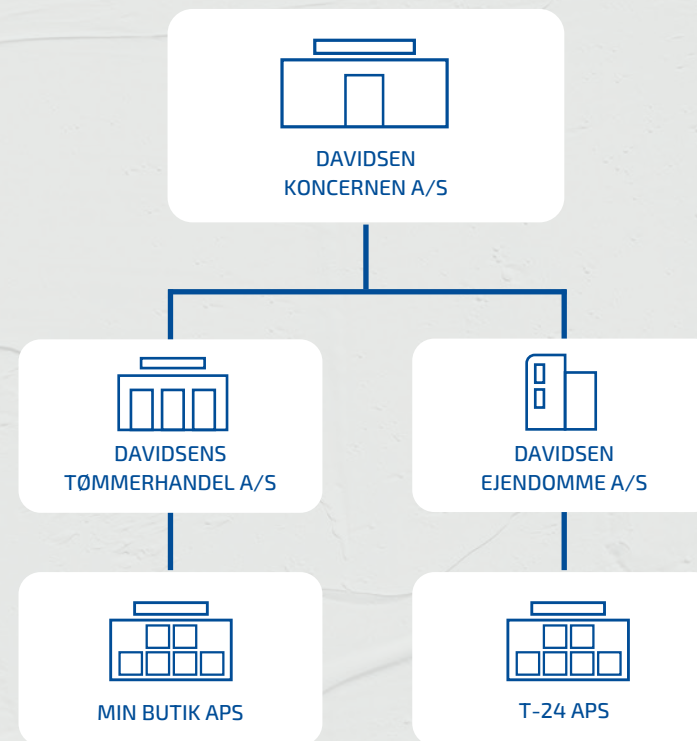 DAVIDSEN
KONCERNEN A/S
DAVIDSENS
TØMMERHANDEL A/S
DAVIDSEN
EJENDOMME A/S
MIN BUTIK APS
T-24 APS